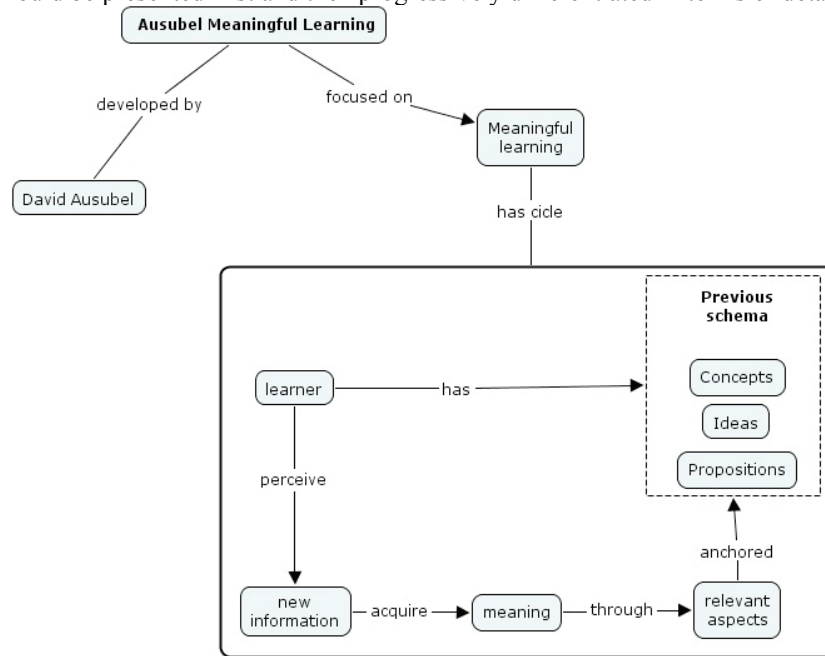 Ausubel Meaningful Learning
developed by
focused on
Meaningful
learning
David Ausubel
has cicle
Previous
schema
learner
has
Concepts
Ideas
Propositions
perceive
anchored
new
information
acquire
meaning
through
relevant
aspects